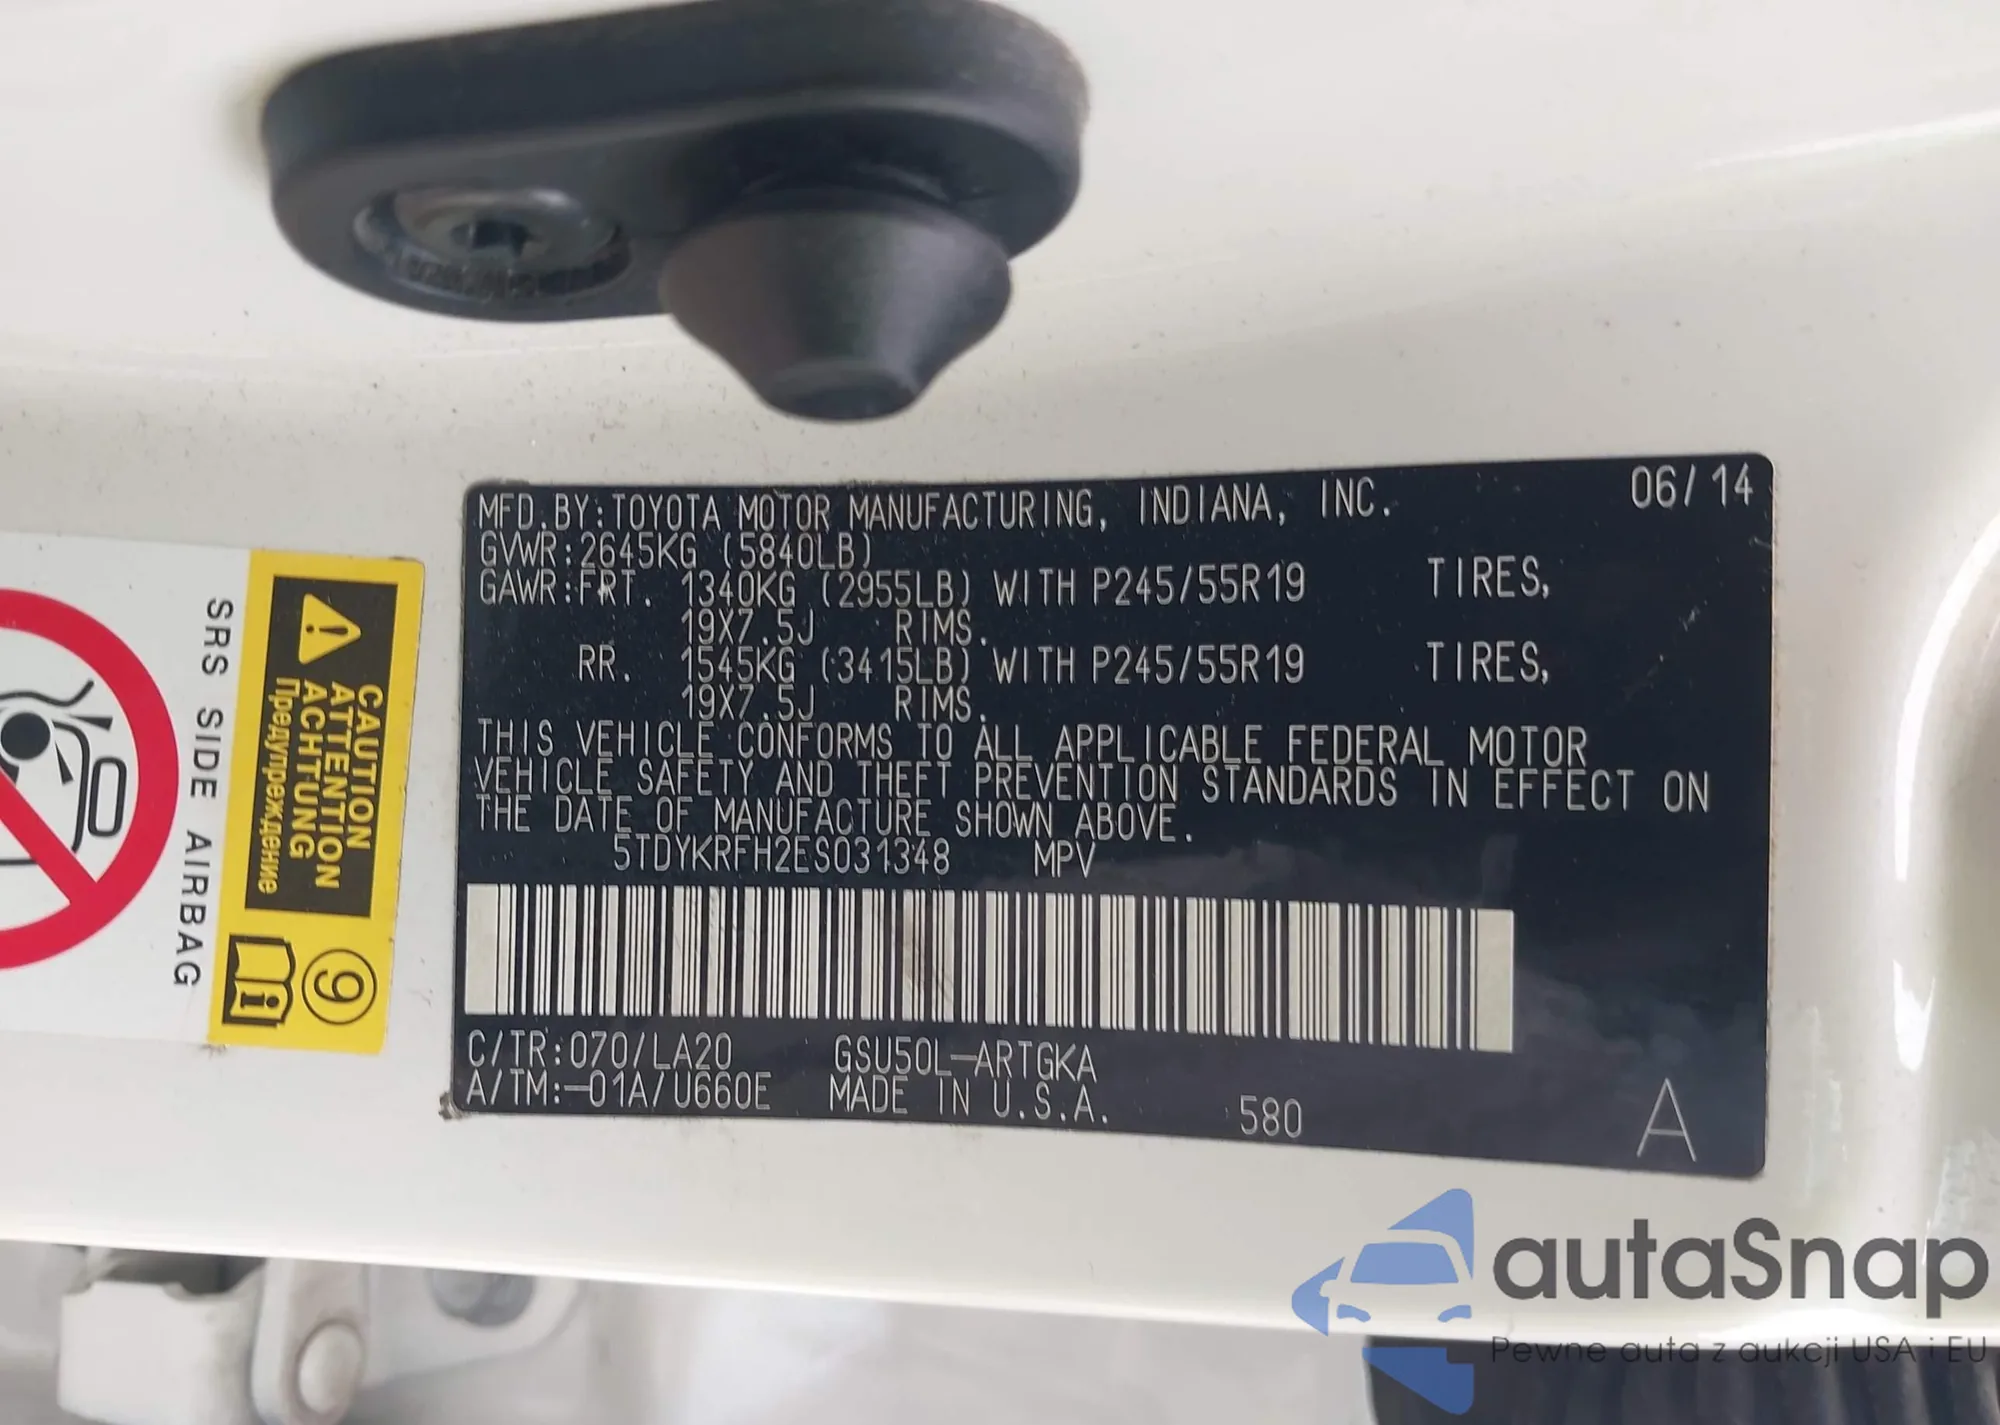 MFD.BY:TOYOTA MOTOR MANUFACTURING, INDIANA, INC. 06/14
GVWR:2645KG (5840LB)
GAWR:FRT. 1340KG (2955LB) WITH P245/55R19 TIRES,
19X7.5J RIMS.
RR. 1545KG (3415LB) WITH P245/55R19 TIRES,
19X7.5J RIMS.
THIS VEHICLE CONFORMS TO ALL APPLICABLE FEDERAL MOTOR
VEHICLE SAFETY AND THEFT PREVENTION STANDARDS IN EFFECT ON
THE DATE OF MANUFACTURE SHOWN ABOVE.
5TDYKRFH2ES031348 MPV
C/TR:070/LA20 GSU50L-ARTGKA
A/TM:-01A/U660E MADE IN U.S.A. 580 A
CAUTION
ATTENTION
ACHTUNG
Предупреждение
9
SRS SIDE AIRBAG
autaSnap
Pewne auta z aukcji USA i EU